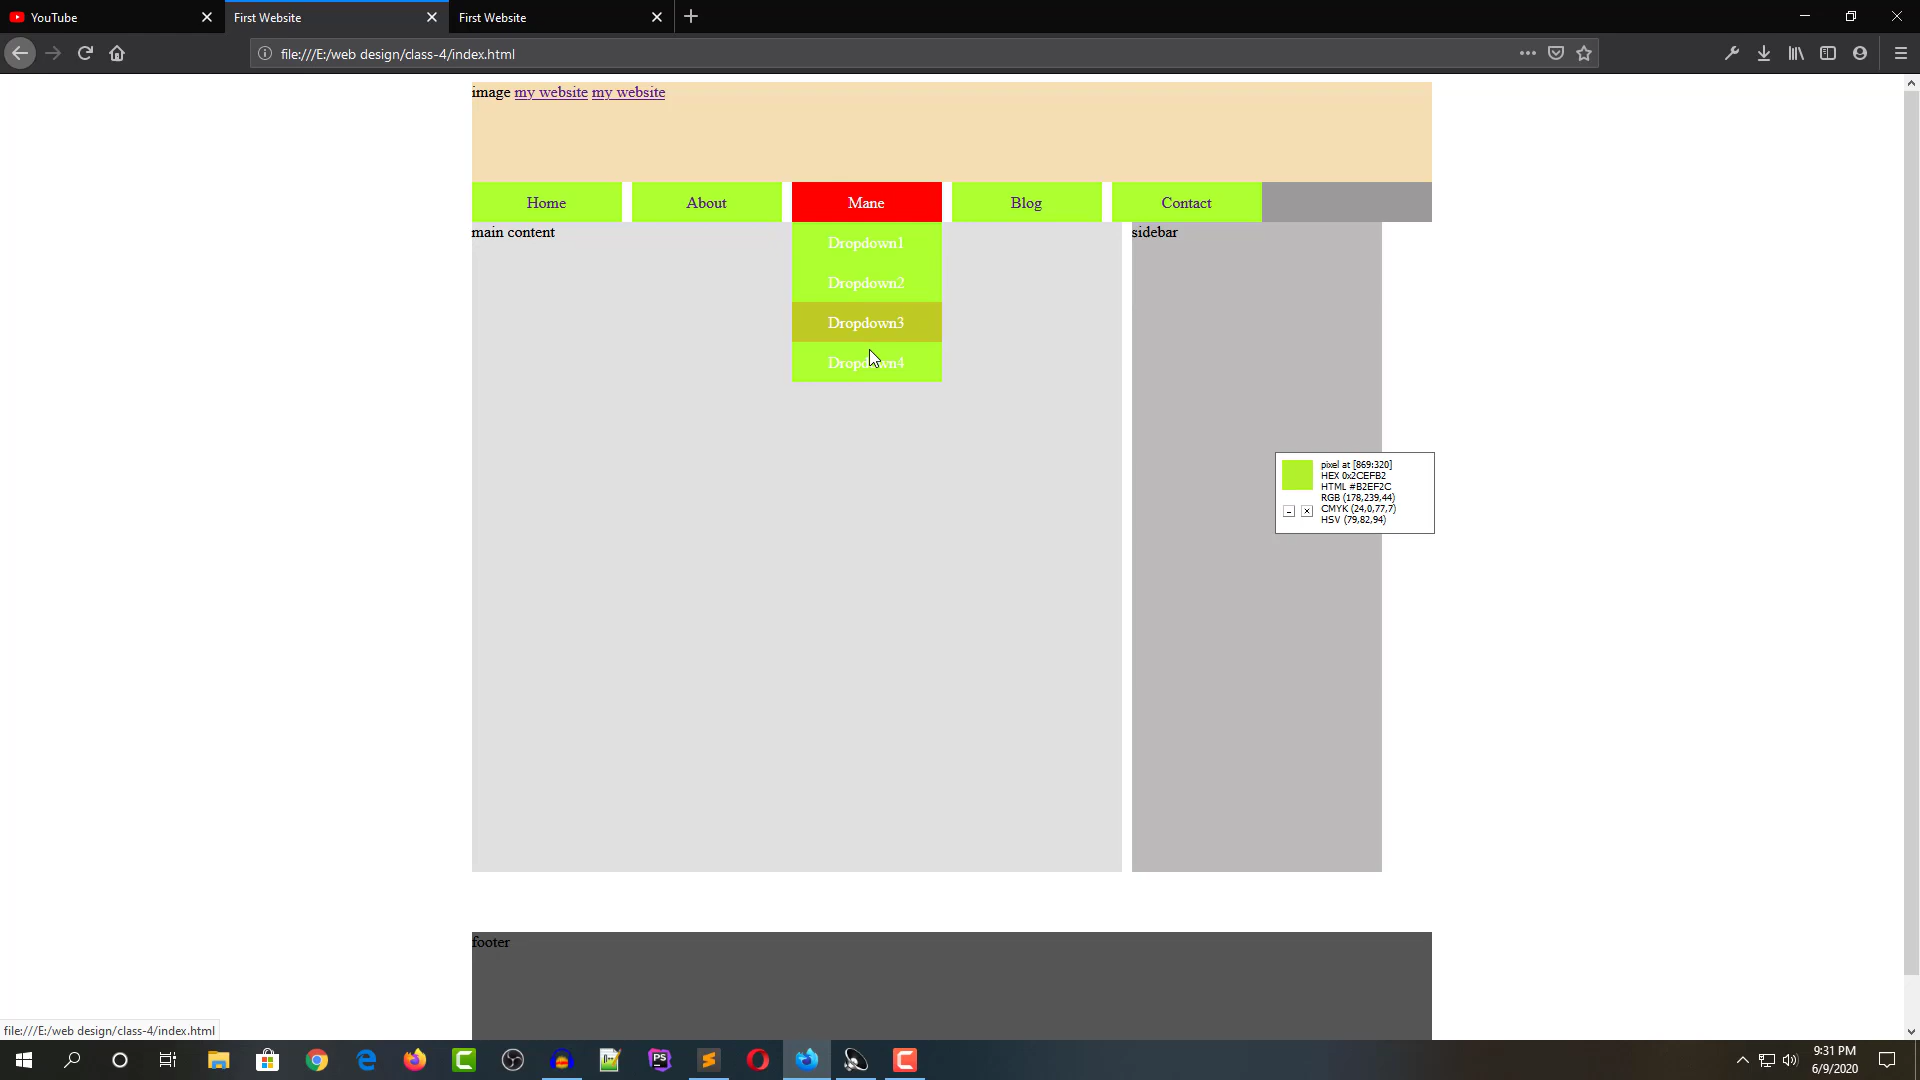 YouTube
First Website
First Website
file:///E:/web design/class-4/index.html
image my website my website
Home About Mane Blog Contact
main content
sidebar
Dropdown1
Dropdown2
Dropdown3
Dropdown4
pixel at [869:320]
HEX 0x2CEFB2
HTML #B2EF2C
RGB (178,239,44)
CMYK (24,0,77,7)
HSV (79,82,94)
footer
file:///E:/web design/class-4/index.html
PS
9:31 PM
6/9/2020